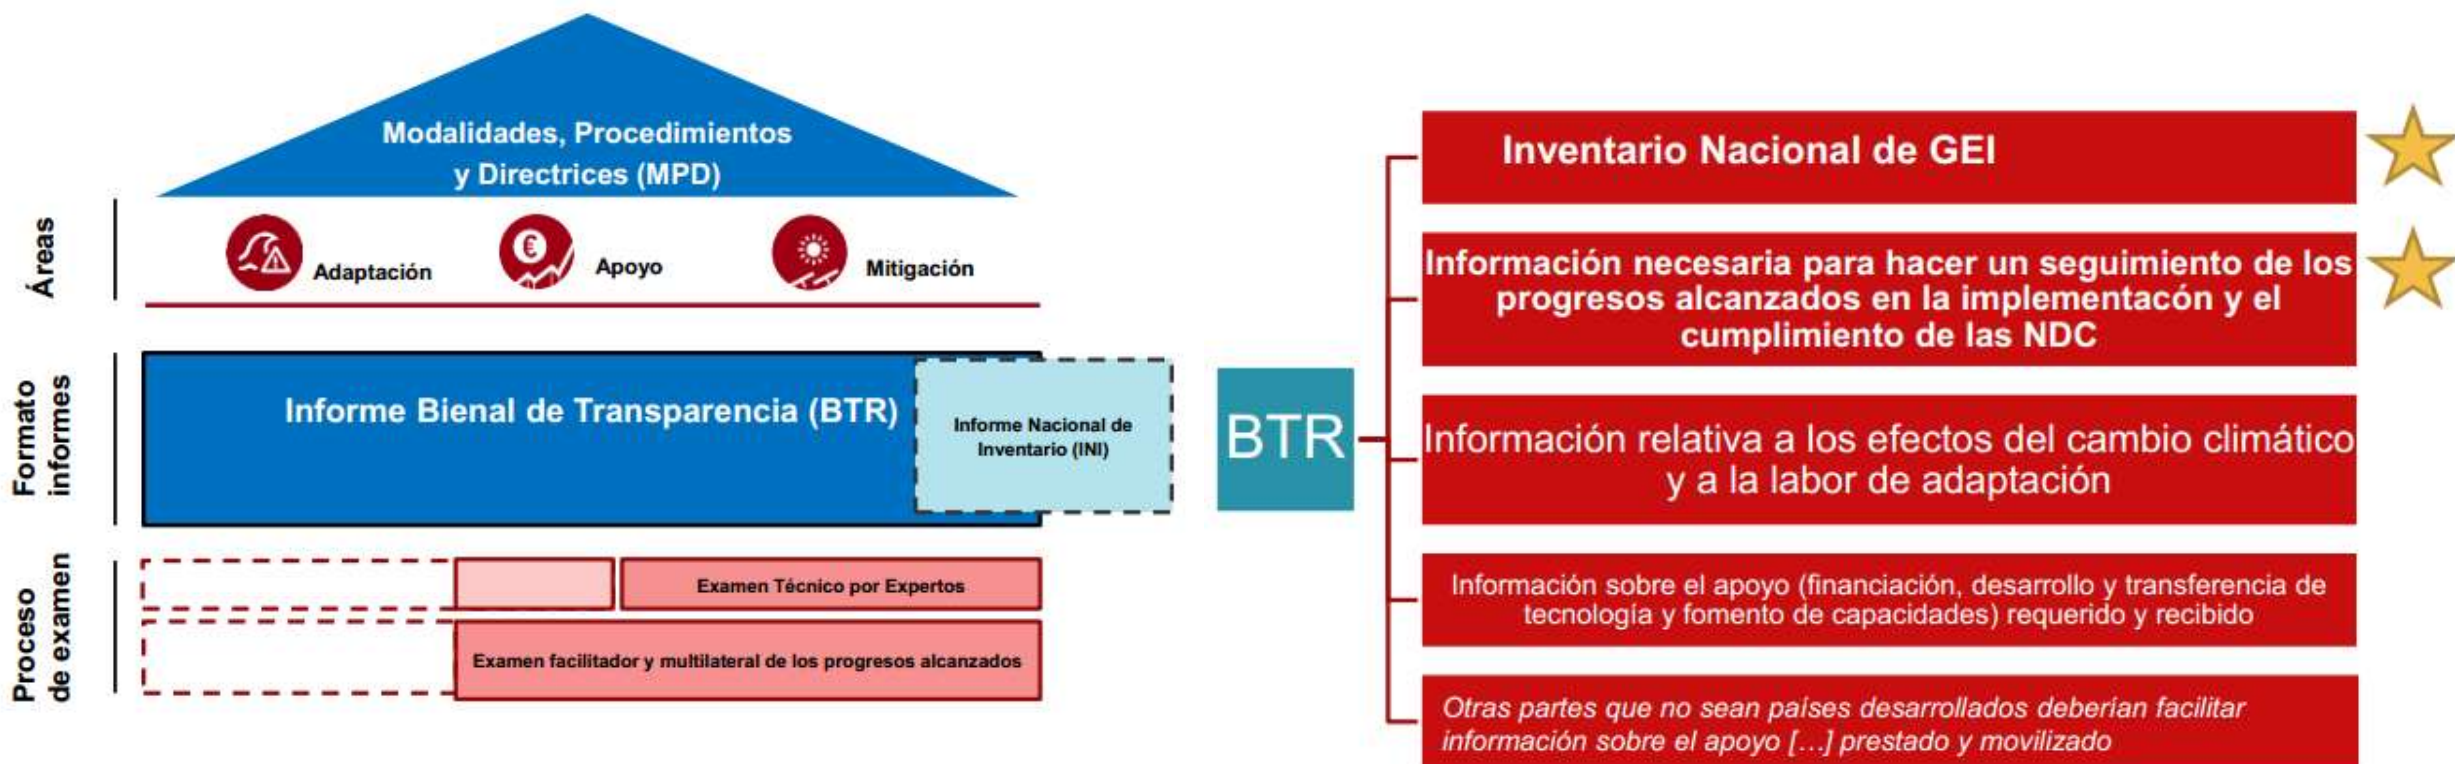 Modalidades, Procedimientos
y Directrices (MPD)
Áreas
Adaptación
Apoyo
Mitigación
Formato
informes
Informe Bienal de Transparencia (BTR)
Informe Nacional de
Inventario (INI)
Proceso
de examen
Examen Técnico por Expertos
Examen facilitador y multilateral de los progresos alcanzados
BTR
Inventario Nacional de GEI
Información necesaria para hacer un seguimiento de los
progresos alcanzados en la implementacón y el
cumplimiento de las NDC
Información relativa a los efectos del cambio climático
y a la labor de adaptación
Información sobre el apoyo (financiación, desarrollo y transferencia de
tecnología y fomento de capacidades) requerido y recibido
Otras partes que no sean países desarrollados deberían facilitar
información sobre el apoyo [...] prestado y movilizado